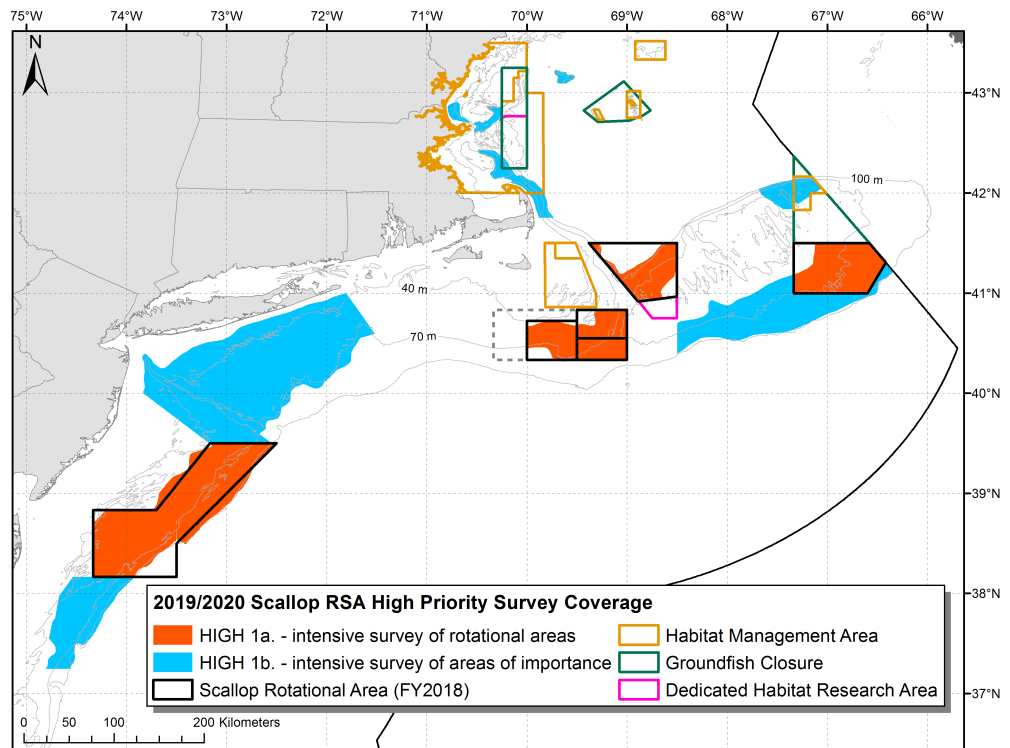 75°W 74°W 73°W 72°W 71°W 70°W 69°W 68°W 67°W 66°W
N
43°N
100 m
42°N
41°N
40 m
70 m
40°N
39°N
38°N
2019/2020 Scallop RSA High Priority Survey Coverage
HIGH 1a. - intensive survey of rotational areas
Habitat Management Area
HIGH 1b. - intensive survey of areas of importance
Groundfish Closure
Scallop Rotational Area (FY2018)
Dedicated Habitat Research Area
37°N
0 50 100 200 Kilometers